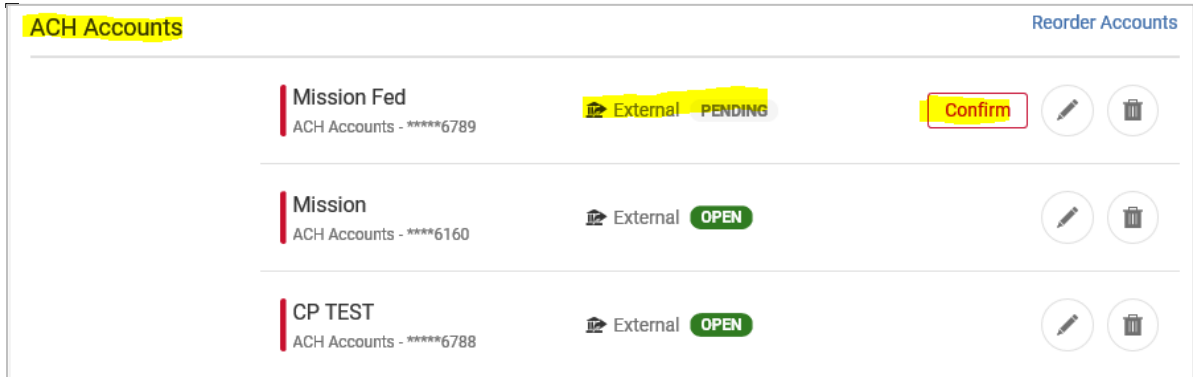 ACH Accounts
Reorder Accounts
Mission Fed
ACH Accounts - *****6789
External PENDING
Confirm
Mission
ACH Accounts - ****6160
External OPEN
CP TEST
ACH Accounts - *****6788
External OPEN